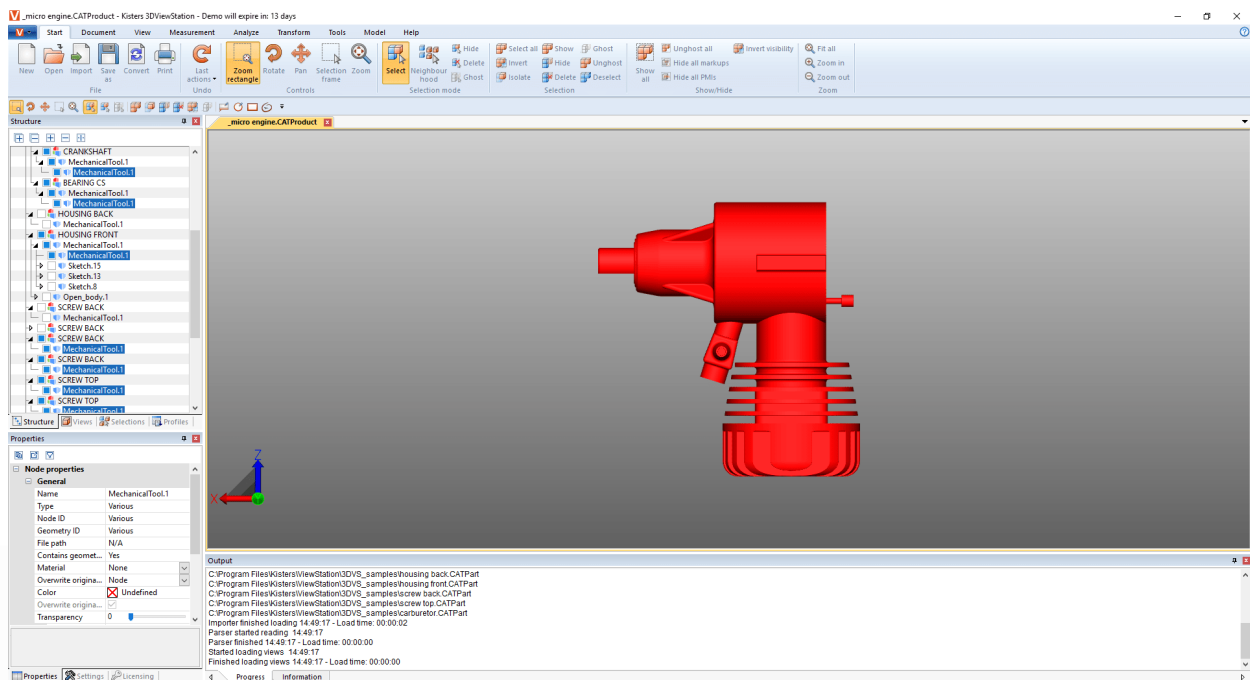 _micro engine.CATProduct - Kisters 3DViewStation - Demo will expire in: 13 days
Start Document View Measurement Analyze Transform Tools Model Help
New Open Import Save as Convert Print
Last actions
Zoom rectangle Rotate Pan Selection frame Zoom
Select Neighbour hood
Hide
Delete
Ghost
Select all Show Ghost
Invert Hide Unghost
Isolate Delete Deselect
Show all
Unghost all Invert visibility
Hide all markups
Hide all PMIs
Fit all
Zoom in
Zoom out
File Undo Controls Selection mode Selection Show/Hide Zoom
Structure
_micro engine.CATProduct
CRANKSHAFT
MechanicalTool.1
MechanicalTool.1
BEARING CS
MechanicalTool.1
MechanicalTool.1
HOUSING BACK
MechanicalTool.1
HOUSING FRONT
MechanicalTool.1
MechanicalTool.1
Sketch.15
Sketch.13
Sketch.8
Open_body.1
SCREW BACK
MechanicalTool.1
SCREW BACK
SCREW BACK
MechanicalTool.1
SCREW BACK
MechanicalTool.1
SCREW TOP
MechanicalTool.1
SCREW TOP
MechanicalTool.1
Structure Views Selections Profiles
Properties
Node properties
General
Name MechanicalTool.1
Type Various
Node ID Various
Geometry ID Various
File path N/A
Contains geomet... Yes
Material None
Overwrite origina... Node
Color Undefined
Overwrite origina...
Transparency 0
Properties Settings Licensing
Z
X
Output
C:\Program Files\Kisters\ViewStation\3DVS_samples\housing back.CATPart
C:\Program Files\Kisters\ViewStation\3DVS_samples\housing front.CATPart
C:\Program Files\Kisters\ViewStation\3DVS_samples\screw back.CATPart
C:\Program Files\Kisters\ViewStation\3DVS_samples\screw top.CATPart
C:\Program Files\Kisters\ViewStation\3DVS_samples\carburetor.CATPart
Importer finished loading 14:49:17 - Load time: 00:00:02
Parser started reading 14:49:17
Parser finished 14:49:17 - Load time: 00:00:00
Started loading views 14:49:17
Finished loading views 14:49:17 - Load time: 00:00:00
Progress Information